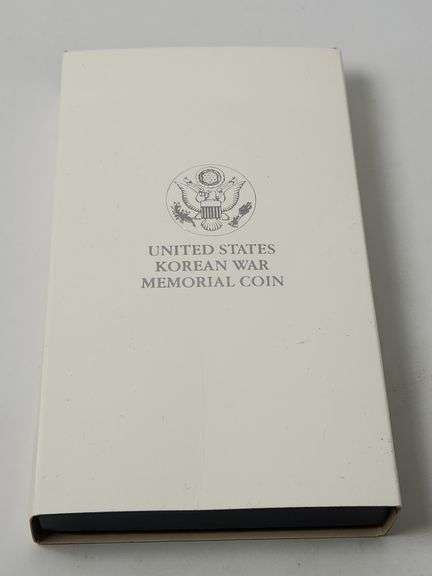 UNITED STATES
KOREAN WAR
MEMORIAL COIN